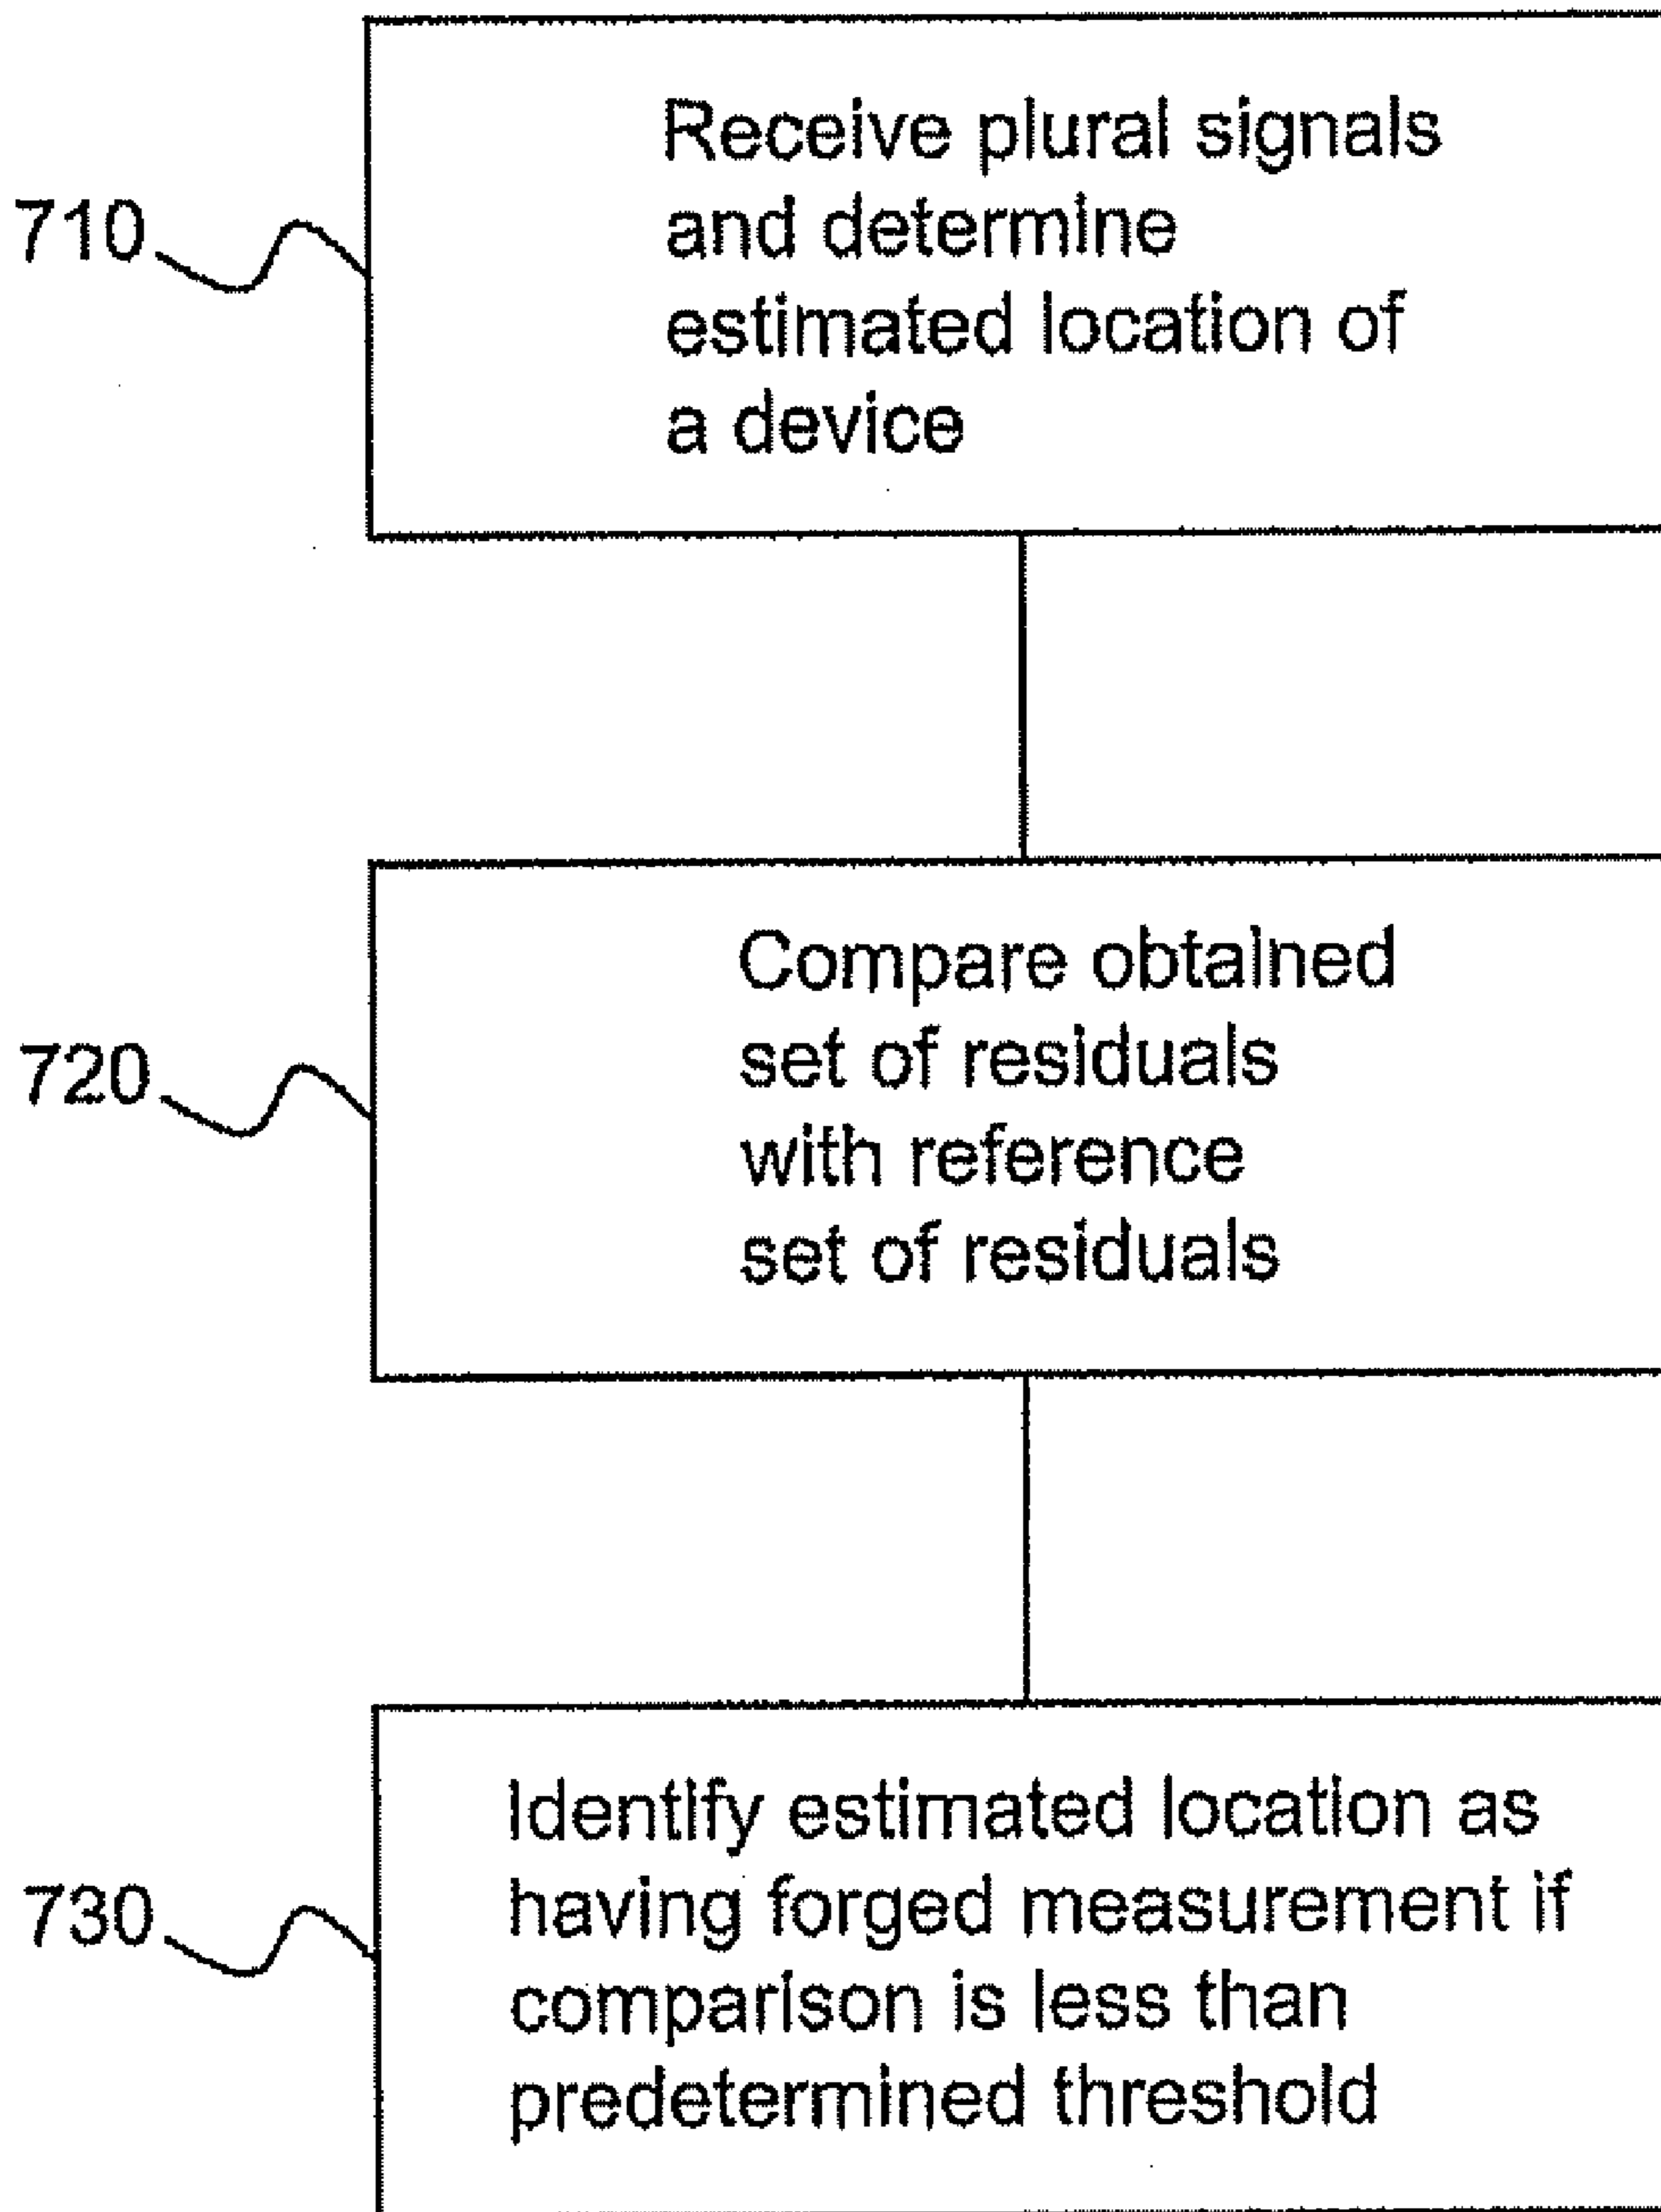 710
Receive plural signals
and determine
estimated location of
a device
720
Compare obtained
set of residuals
with reference
set of residuals
730
Identify estimated location as
having forged measurement if
comparison is less than
predetermined threshold